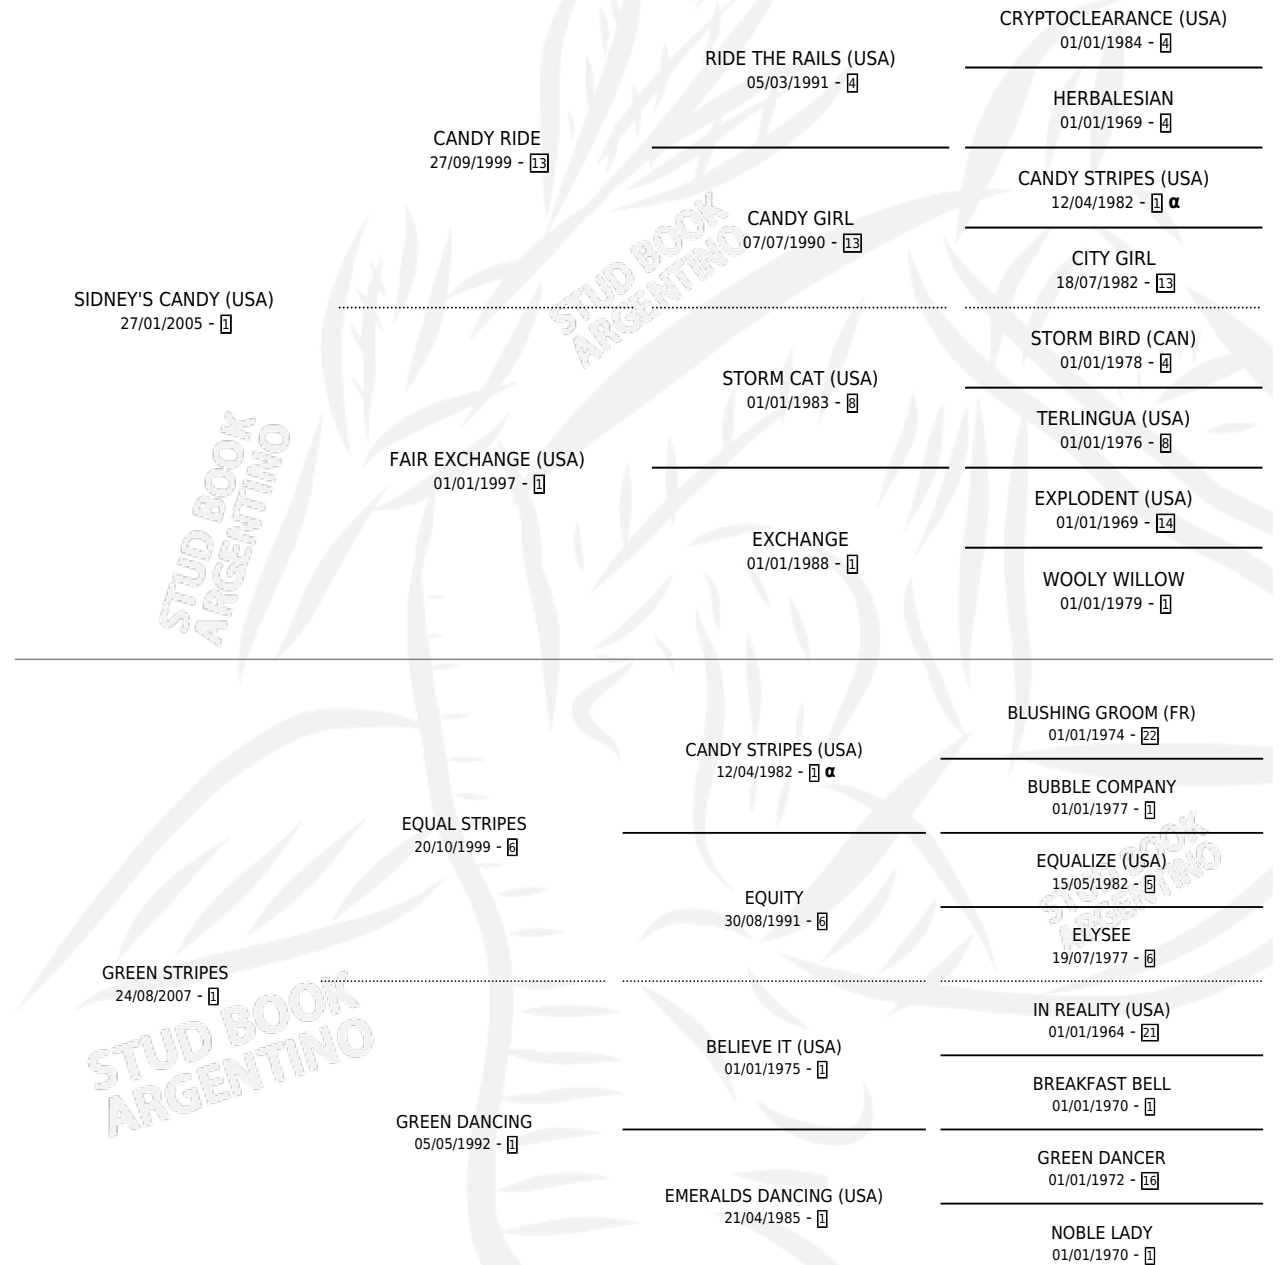 CRYPTOCLEARANCE (USA)
01/01/1984 - 4
RIDE THE RAILS (USA)
05/03/1991 - 4
HERBALESIAN
01/01/1969 - 4
CANDY RIDE
27/09/1999 - 13
CANDY STRIPES (USA)
12/04/1982 - 1 α
CANDY GIRL
07/07/1990 - 13
CITY GIRL
18/07/1982 - 13
SIDNEY'S CANDY (USA)
27/01/2005 - 1
STORM BIRD (CAN)
01/01/1978 - 4
STORM CAT (USA)
01/01/1983 - 8
TERLINGUA (USA)
01/01/1976 - 8
FAIR EXCHANGE (USA)
01/01/1997 - 1
EXPLODENT (USA)
01/01/1969 - 14
EXCHANGE
01/01/1988 - 1
WOOLY WILLOW
01/01/1979 - 1
BLUSHING GROOM (FR)
01/01/1974 - 22
CANDY STRIPES (USA)
12/04/1982 - 1 α
BUBBLE COMPANY
01/01/1977 - 1
EQUAL STRIPES
20/10/1999 - 6
EQUALIZE (USA)
15/05/1982 - 5
EQUITY
30/08/1991 - 6
ELYSEE
19/07/1977 - 6
GREEN STRIPES
24/08/2007 - 1
IN REALITY (USA)
01/01/1964 - 21
BELIEVE IT (USA)
01/01/1975 - 1
BREAKFAST BELL
01/01/1970 - 1
GREEN DANCING
05/05/1992 - 1
GREEN DANCER
01/01/1972 - 16
EMERALDS DANCING (USA)
21/04/1985 - 1
NOBLE LADY
01/01/1970 - 1
STUD BOOK
ARGENTINO
STUD BOOK
ARGENTINO
STUD BOOK
ARGENTINO
STUD BOOK
ARGENTINO